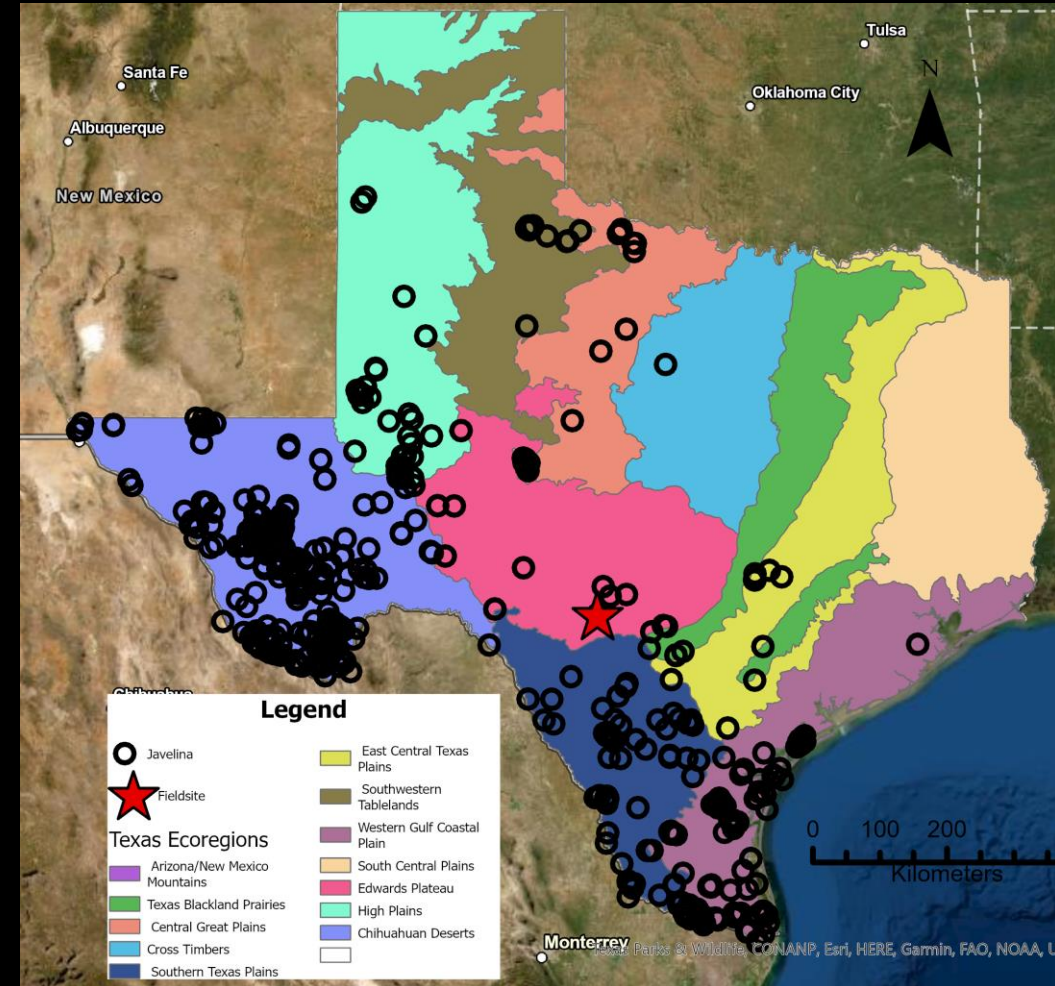 Tulsa
Santa Fe
N
Oklahoma City
Albuquerque
New Mexico
Legend
Javelina
Fieldsite
Texas Ecoregions
Arizona/New Mexico
Mountains
Texas Blackland Prairies
Central Great Plains
Cross Timbers
Southern Texas Plains
East Central Texas
Plains
Southwestern
Tablelands
Western Gulf Coastal
Plain
South Central Plains
Edwards Plateau
High Plains
Chihuahuan Deserts
0 100 200
Kilometers
Monterrey
Texas Parks & Wildlife, CONANP, Esri, HERE, Garmin, FAO, NOAA, U